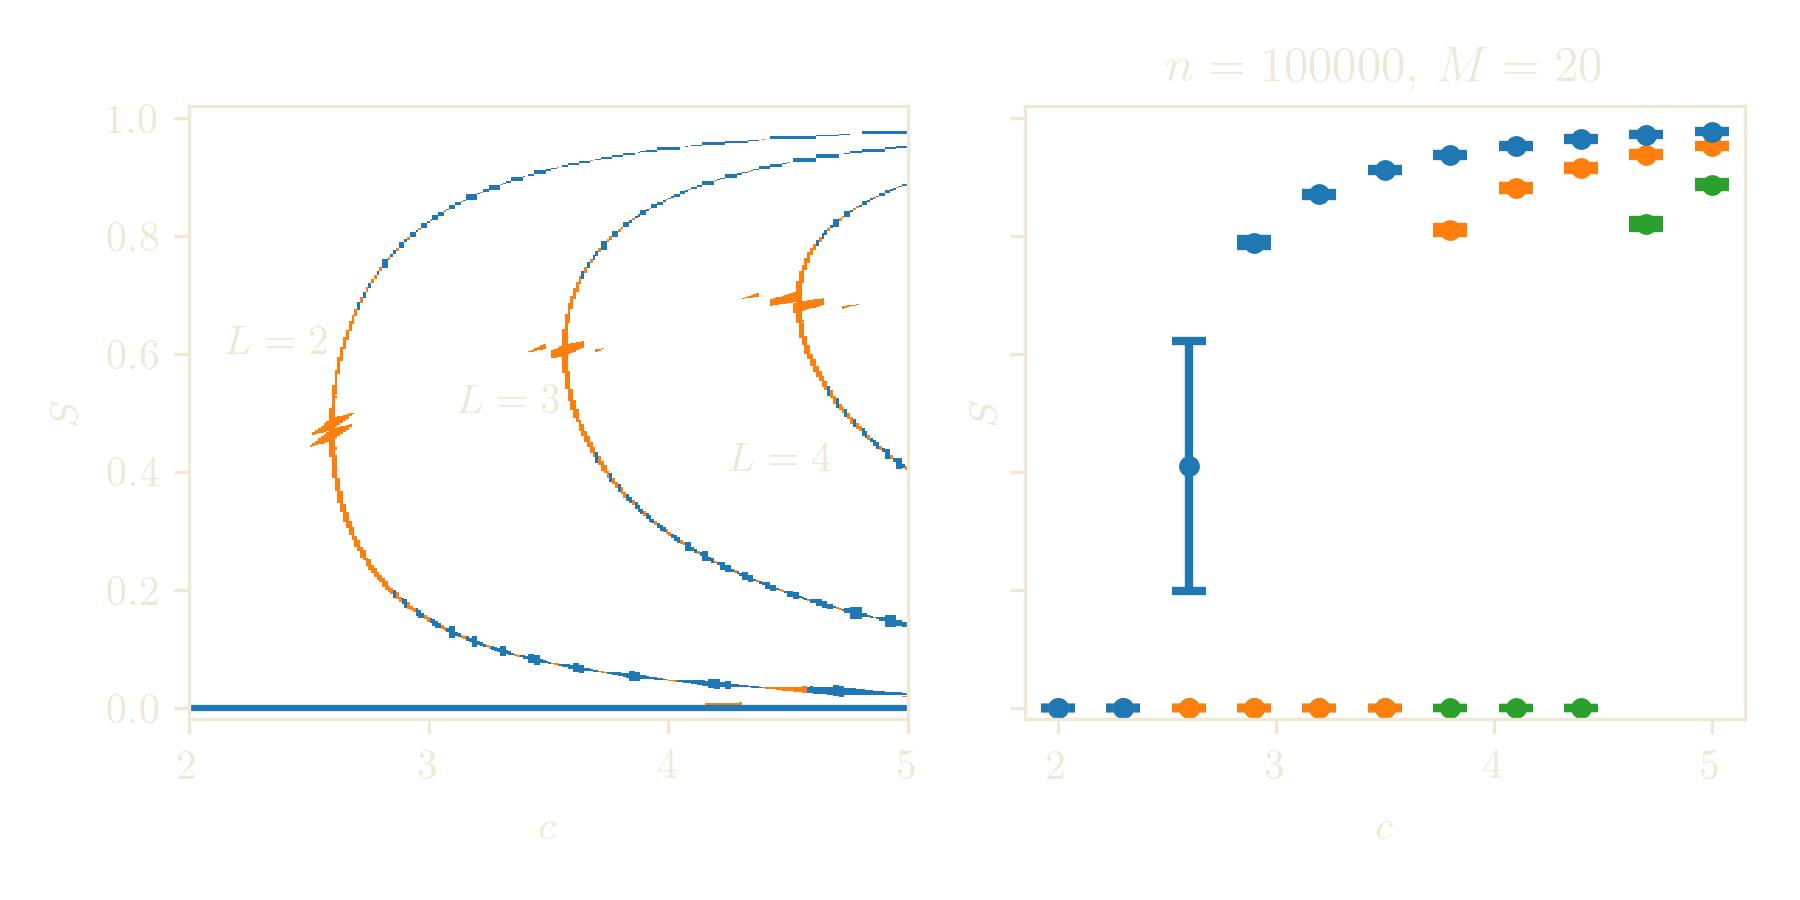 n = 100000, M = 20
1.0
0.8
0.6
0.4
0.2
0.0
S
L = 2
L = 3
L = 4
2 3 4 5
c
S
2 3 4 5
c